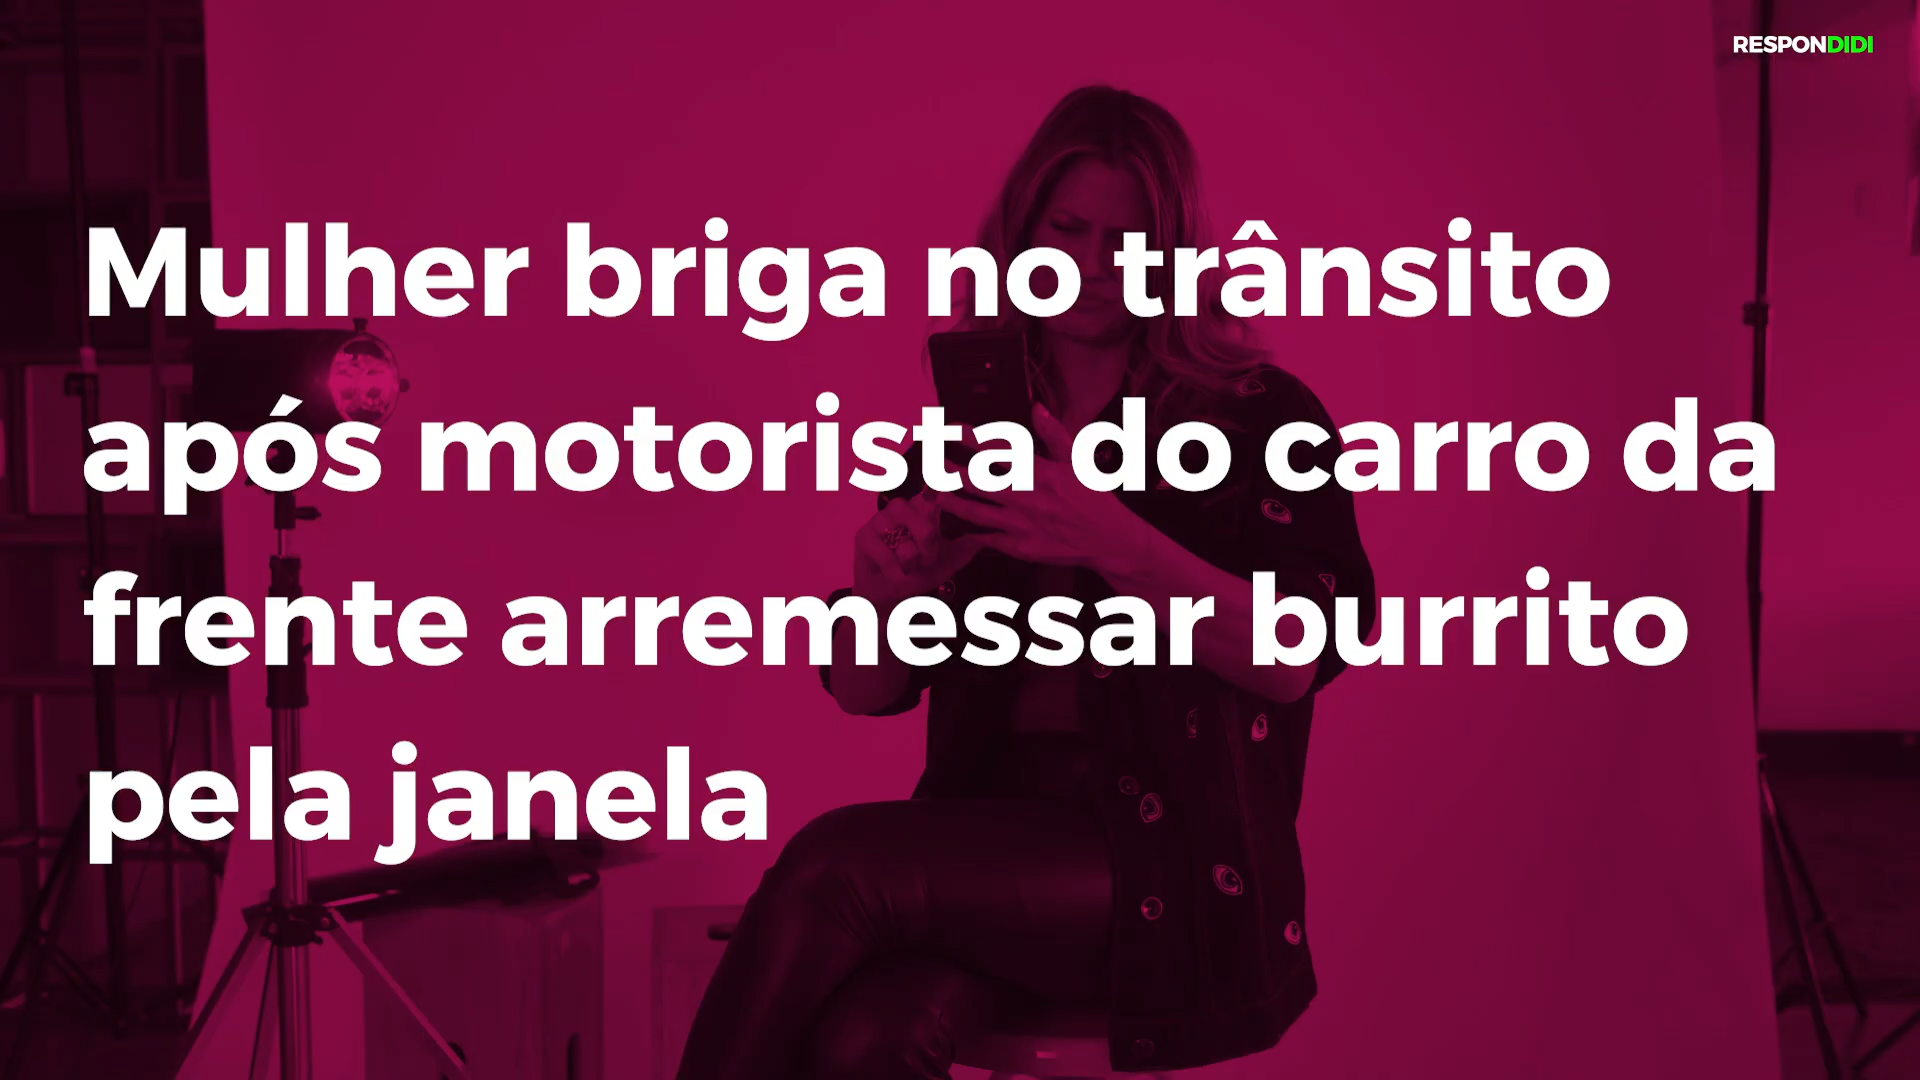 RESPONDIDI
Mulher briga no trânsito
após motorista do carro da
frente arremessar burrito
pela janela